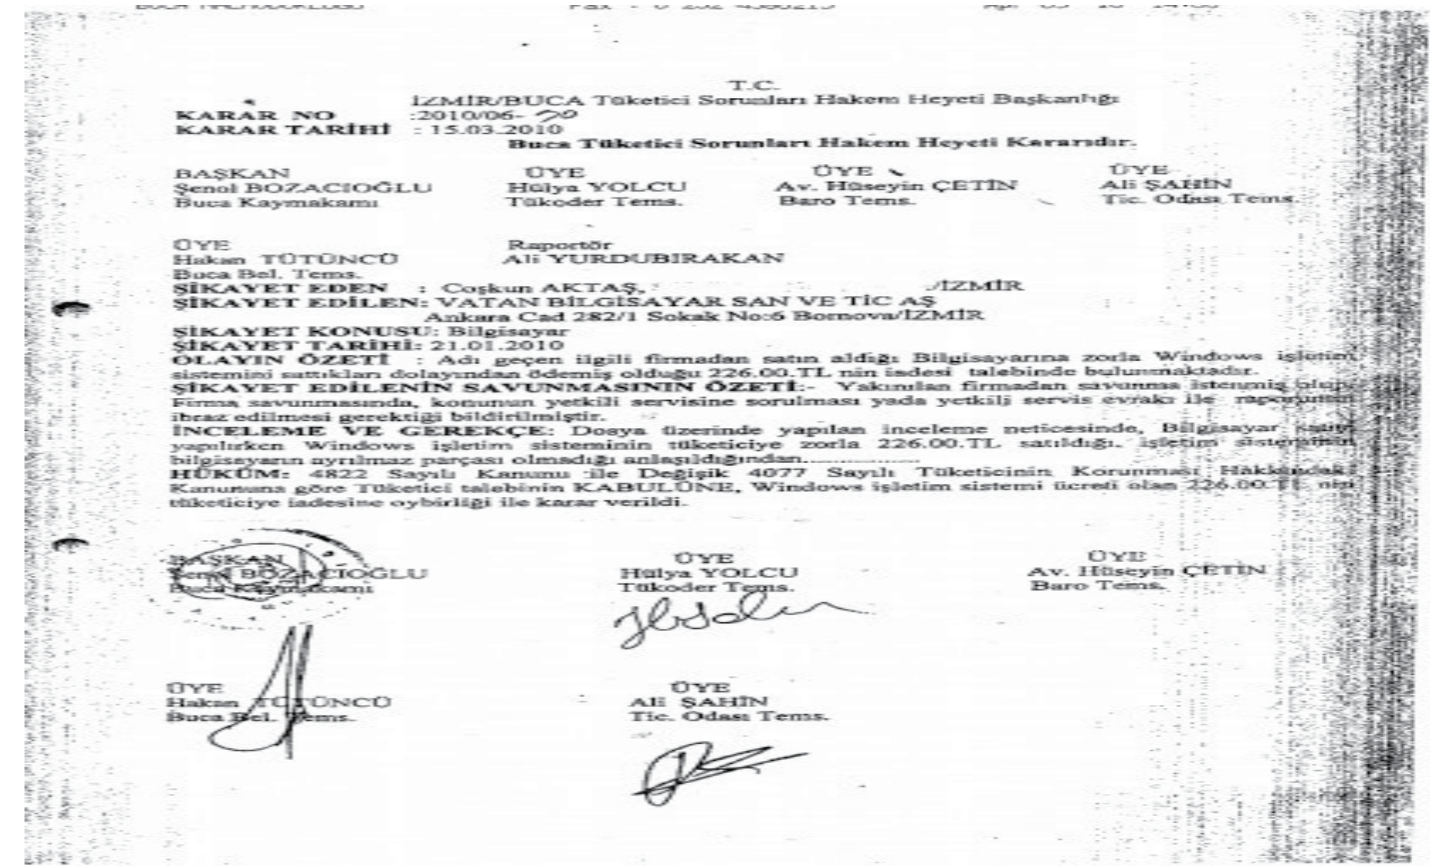 T.C.
İZMİR/BUCA Tüketici Sorunları Hakem Heyeti Başkanlığı
KARAR NO :2010/06-
KARAR TARİHİ : 15.03.2010
Buca Tüketici Sorunları Hakem Heyeti Kararıdır.
BAŞKAN ÜYE ÜYE ÜYE
Şenol BOZACIOĞLU Hülya YOLCU Av. Hüseyin ÇETİN Ali ŞAHİN
Buca Kaymakamı Tükoder Tems. Baro Tems. Tic. Odası Tems.
ÜYE Raportör
Hakan TÜTÜNCÜ Ali YURDUBIRAKAN
Buca Bel. Tems.
ŞİKAYET EDEN : Coşkun AKTAŞ, /İZMİR
ŞİKAYET EDİLEN: VATAN BİLGİSAYAR SAN VE TİC AŞ
Ankara Cad 282/1 Sokak No:6 Bornova/İZMİR
ŞİKAYET KONUSU: Bilgisayar
ŞİKAYET TARİHİ: 21.01.2010
OLAYIN ÖZETİ : Adı geçen ilgili firmadan satın aldığı Bilgisayarına zorla Windows işletim
sistemini sattıkları dolayından ödemiş olduğu 226.00.TL nin iadesi talebinde bulunmaktadır.
ŞİKAYET EDİLENİN SAVUNMASININ ÖZETİ:- Yakınılan firmadan savunma istenmiş olup
Firma savunmasında, konunun yetkili servisine sorulması yada yetkili servis evrakı ile raporunun
ibraz edilmesi gerektiği bildirilmiştir.
İNCELEME VE GEREKÇE: Dosya üzerinde yapılan inceleme neticesinde, Bilgisayar satışı
yapılırken Windows işletim sisteminin tüketiciye zorla 226.00.TL satıldığı, işletim sisteminin
bilgisayarın ayrılmaz parçası olmadığı anlaşıldığından..................
HÜKÜM: 4822 Sayılı Kanunu ile Değişik 4077 Sayılı Tüketicinin Korunması Hakkındaki
Kanununa göre Tüketici talebinin KABULÜNE, Windows işletim sistemi ücreti olan 226.00.TL nin
tüketiciye iadesine oybirliği ile karar verildi.
BAŞKAN ÜYE ÜYE
Şenol BOZACIOĞLU Hülya YOLCU Av. Hüseyin ÇETİN
Buca Kaymakamı Tükoder Tems. Baro Tems.
ÜYE ÜYE
Hakan TÜTÜNCÜ Ali ŞAHİN
Buca Bel. Tems. Tic. Odası Tems.